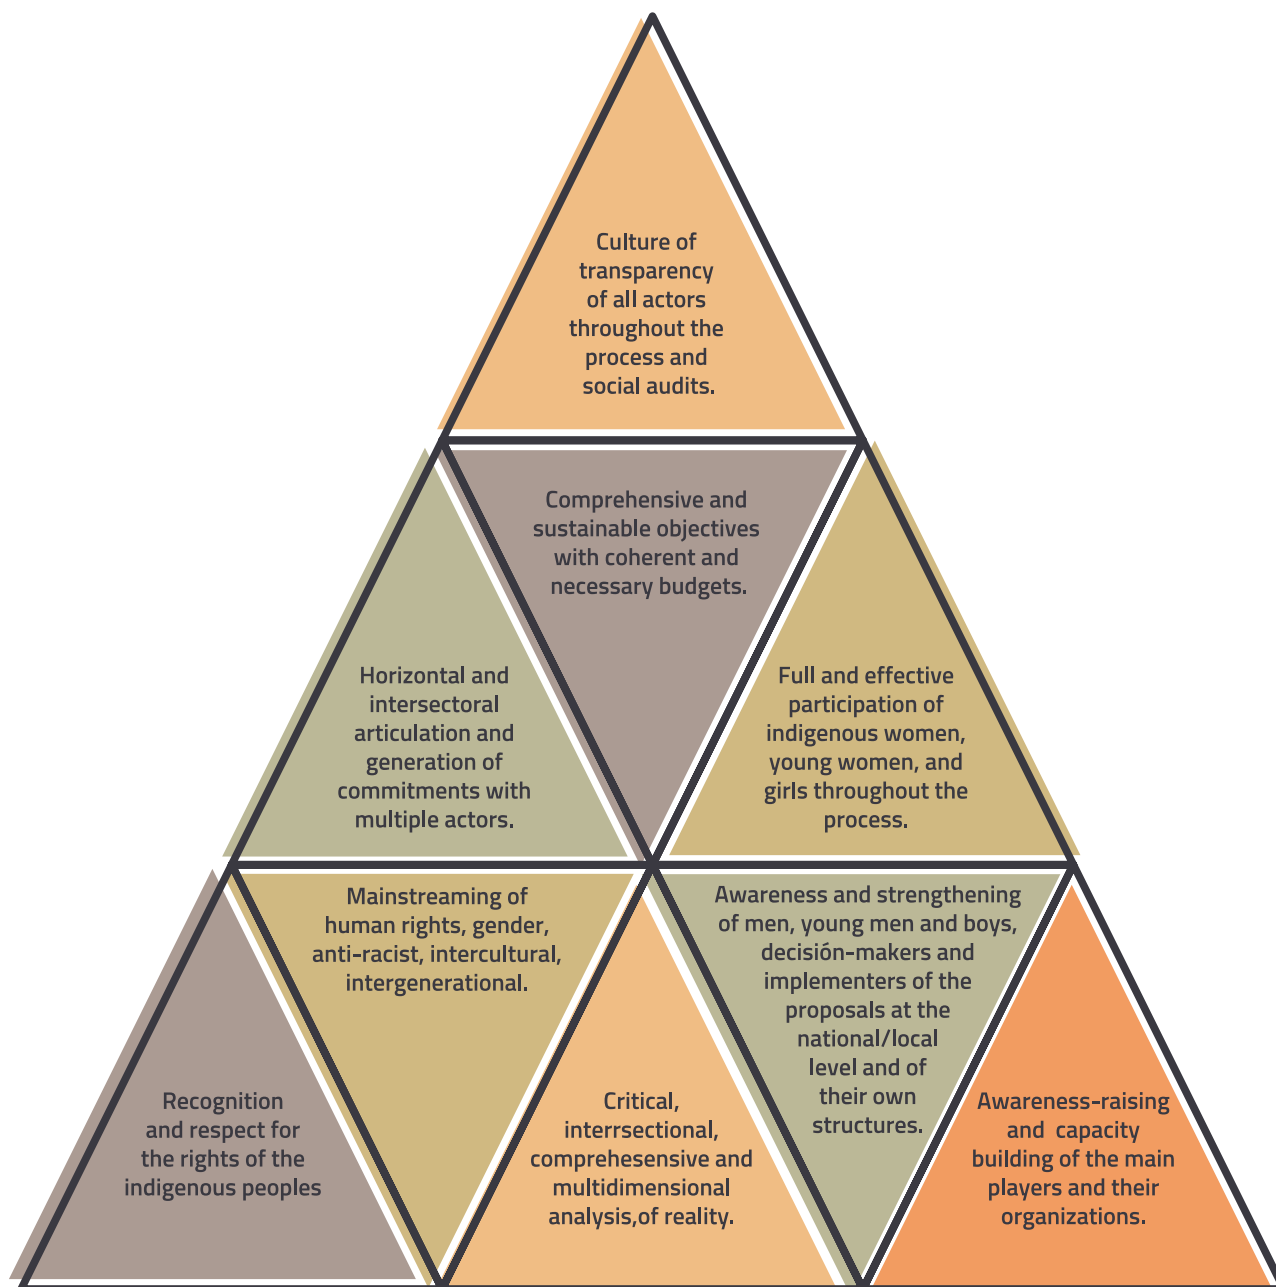 Culture of
transparency
of all actors
throughout the
process and
social audits.
Comprehensive and
sustainable objectives
with coherent and
necessary budgets.
Horizontal and
intersectoral
articulation and
generation of
commitments with
multiple actors.
Full and effective
participation of
indigenous women,
young women, and
girls throughout the
process.
Mainstreaming of
human rights, gender,
anti-racist, intercultural,
intergenerational.
Awareness and strengthening
of men, young men and boys,
decisión-makers and
implementers of the
proposals at the
national/local
level and of
their own
structures.
Recognition
and respect for
the rights of the
indigenous peoples
Critical,
interrsectional,
comprehesensive and
multidimensional
analysis,of reality.
Awareness-raising
and capacity
building of the main
players and their
organizations.